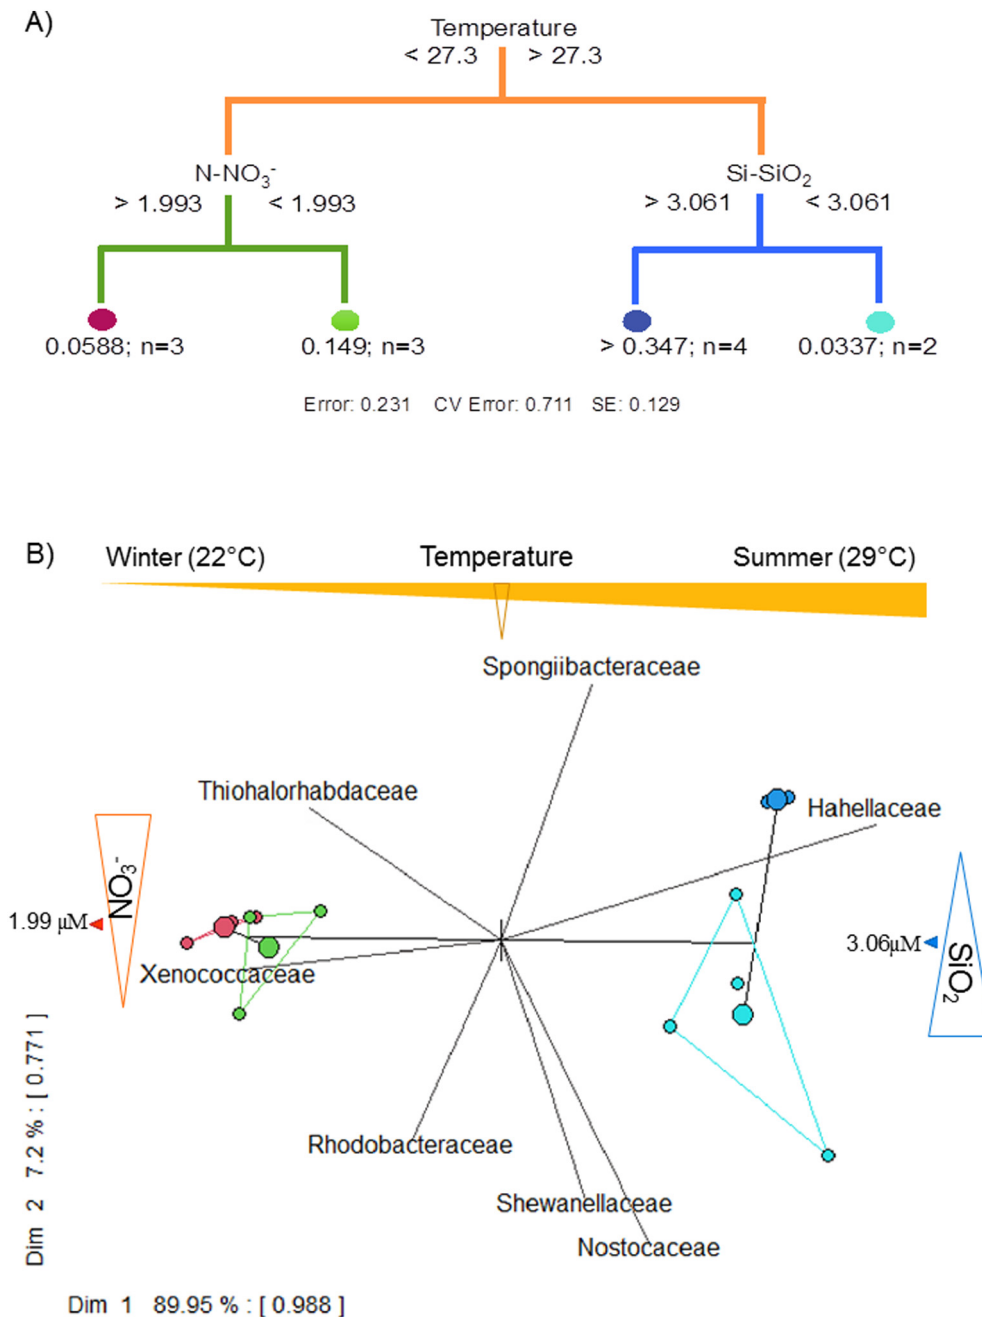 A)
Temperature
< 27.3 > 27.3
N-NO₃⁻ Si-SiO₂
> 1.993 < 1.993 > 3.061 < 3.061
0.0588; n=3 0.149; n=3 > 0.347; n=4 0.0337; n=2
Error: 0.231 CV Error: 0.711 SE: 0.129
B)
Winter (22°C) Temperature Summer (29°C)
Spongiibacteraceae
Thiohalorhabdaceae
Hahellaceae
NO₃⁻
1.99 µM
3.06µM
SiO₂
Xenococcaceae
Rhodobacteraceae
Shewanellaceae
Nostocaceae
Dim 2 7.2 % : [ 0.771 ]
Dim 1 89.95 % : [ 0.988 ]